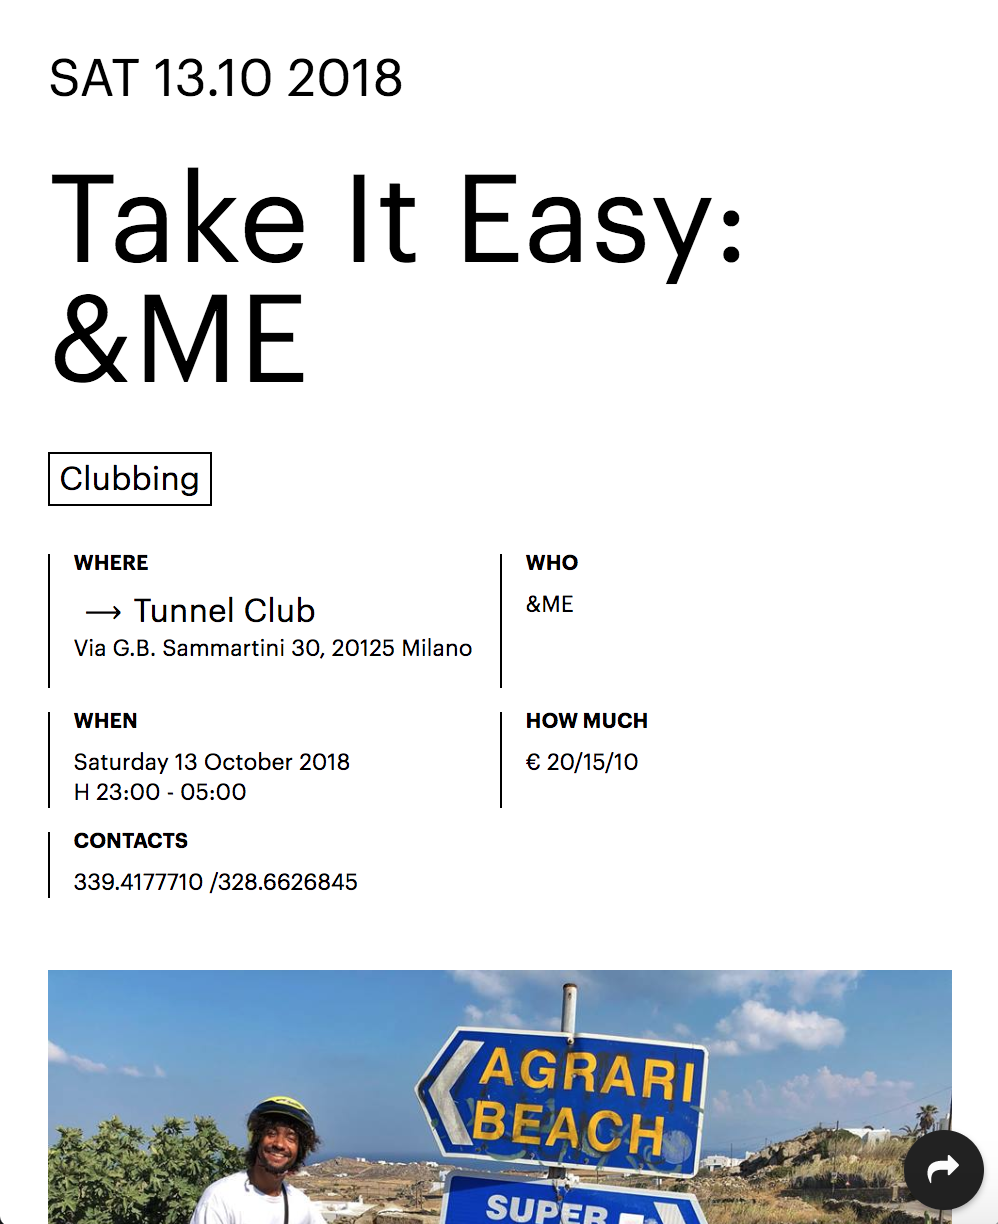 SAT 13.10 2018
Take It Easy:
&ME
Clubbing
WHERE
→ Tunnel Club
Via G.B. Sammartini 30, 20125 Milano
WHO
&ME
WHEN
Saturday 13 October 2018
H 23:00 - 05:00
HOW MUCH
€ 20/15/10
CONTACTS
339.4177710 /328.6626845
AGRARI
BEACH
SUPER